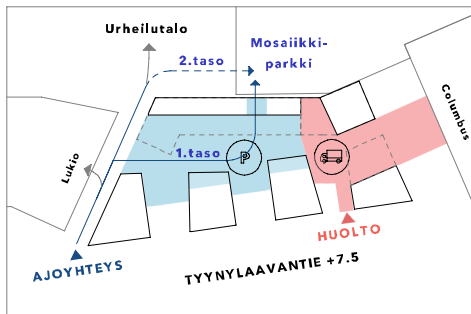 Urheilutalo
2.taso
Mosaiikki-
parkki
Columbus
Lukio
1.taso
P
AJOYHTEYS
HUOLTO
TYYNYLAAVANTIE +7.5